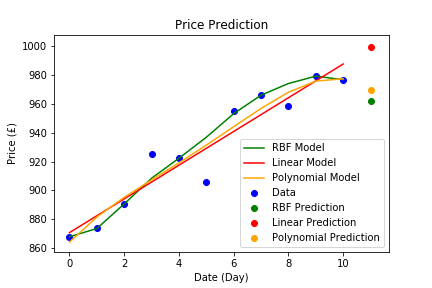 Price Prediction
1000
980
960
940
920
900
880
860
Price (£)
RBF Model
Linear Model
Polynomial Model
Data
RBF Prediction
Linear Prediction
Polynomial Prediction
0 2 4 6 8 10
Date (Day)